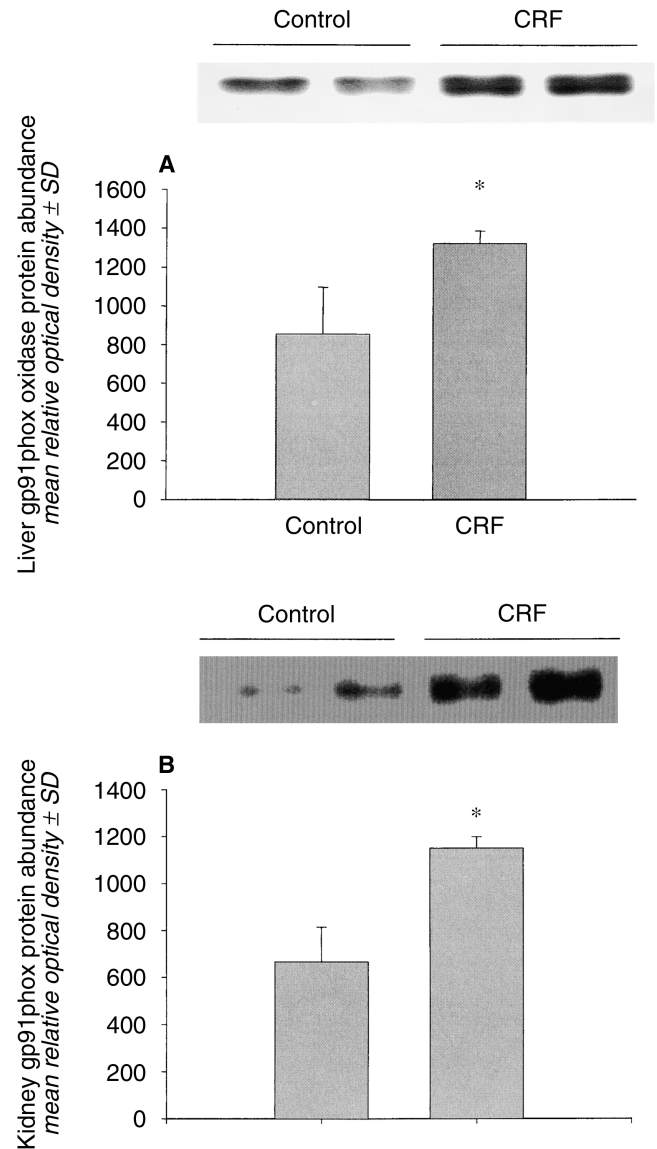 Control CRF
A
Liver gp91phox oxidase protein abundance
mean relative optical density ± SD
1600
1400
1200
1000
800
600
400
200
0
*
Control CRF
Control CRF
B
Kidney gp91phox protein abundance
mean relative optical density ± SD
1400
1200
1000
800
600
400
200
0
*